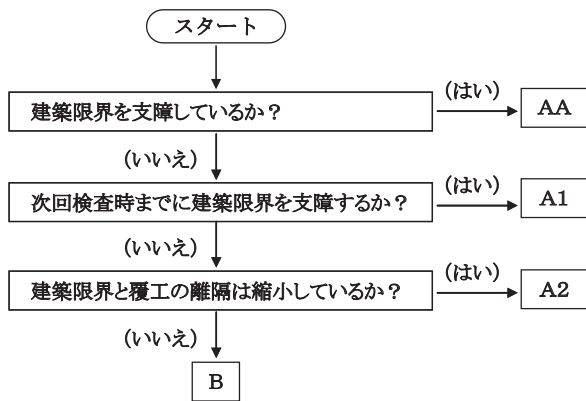 スタート
建築限界を支障しているか？
(はい)
AA
(いいえ)
次回検査時までに建築限界を支障するか？
(はい)
A1
(いいえ)
建築限界と覆工の離隔は縮小しているか？
(はい)
A2
(いいえ)
B